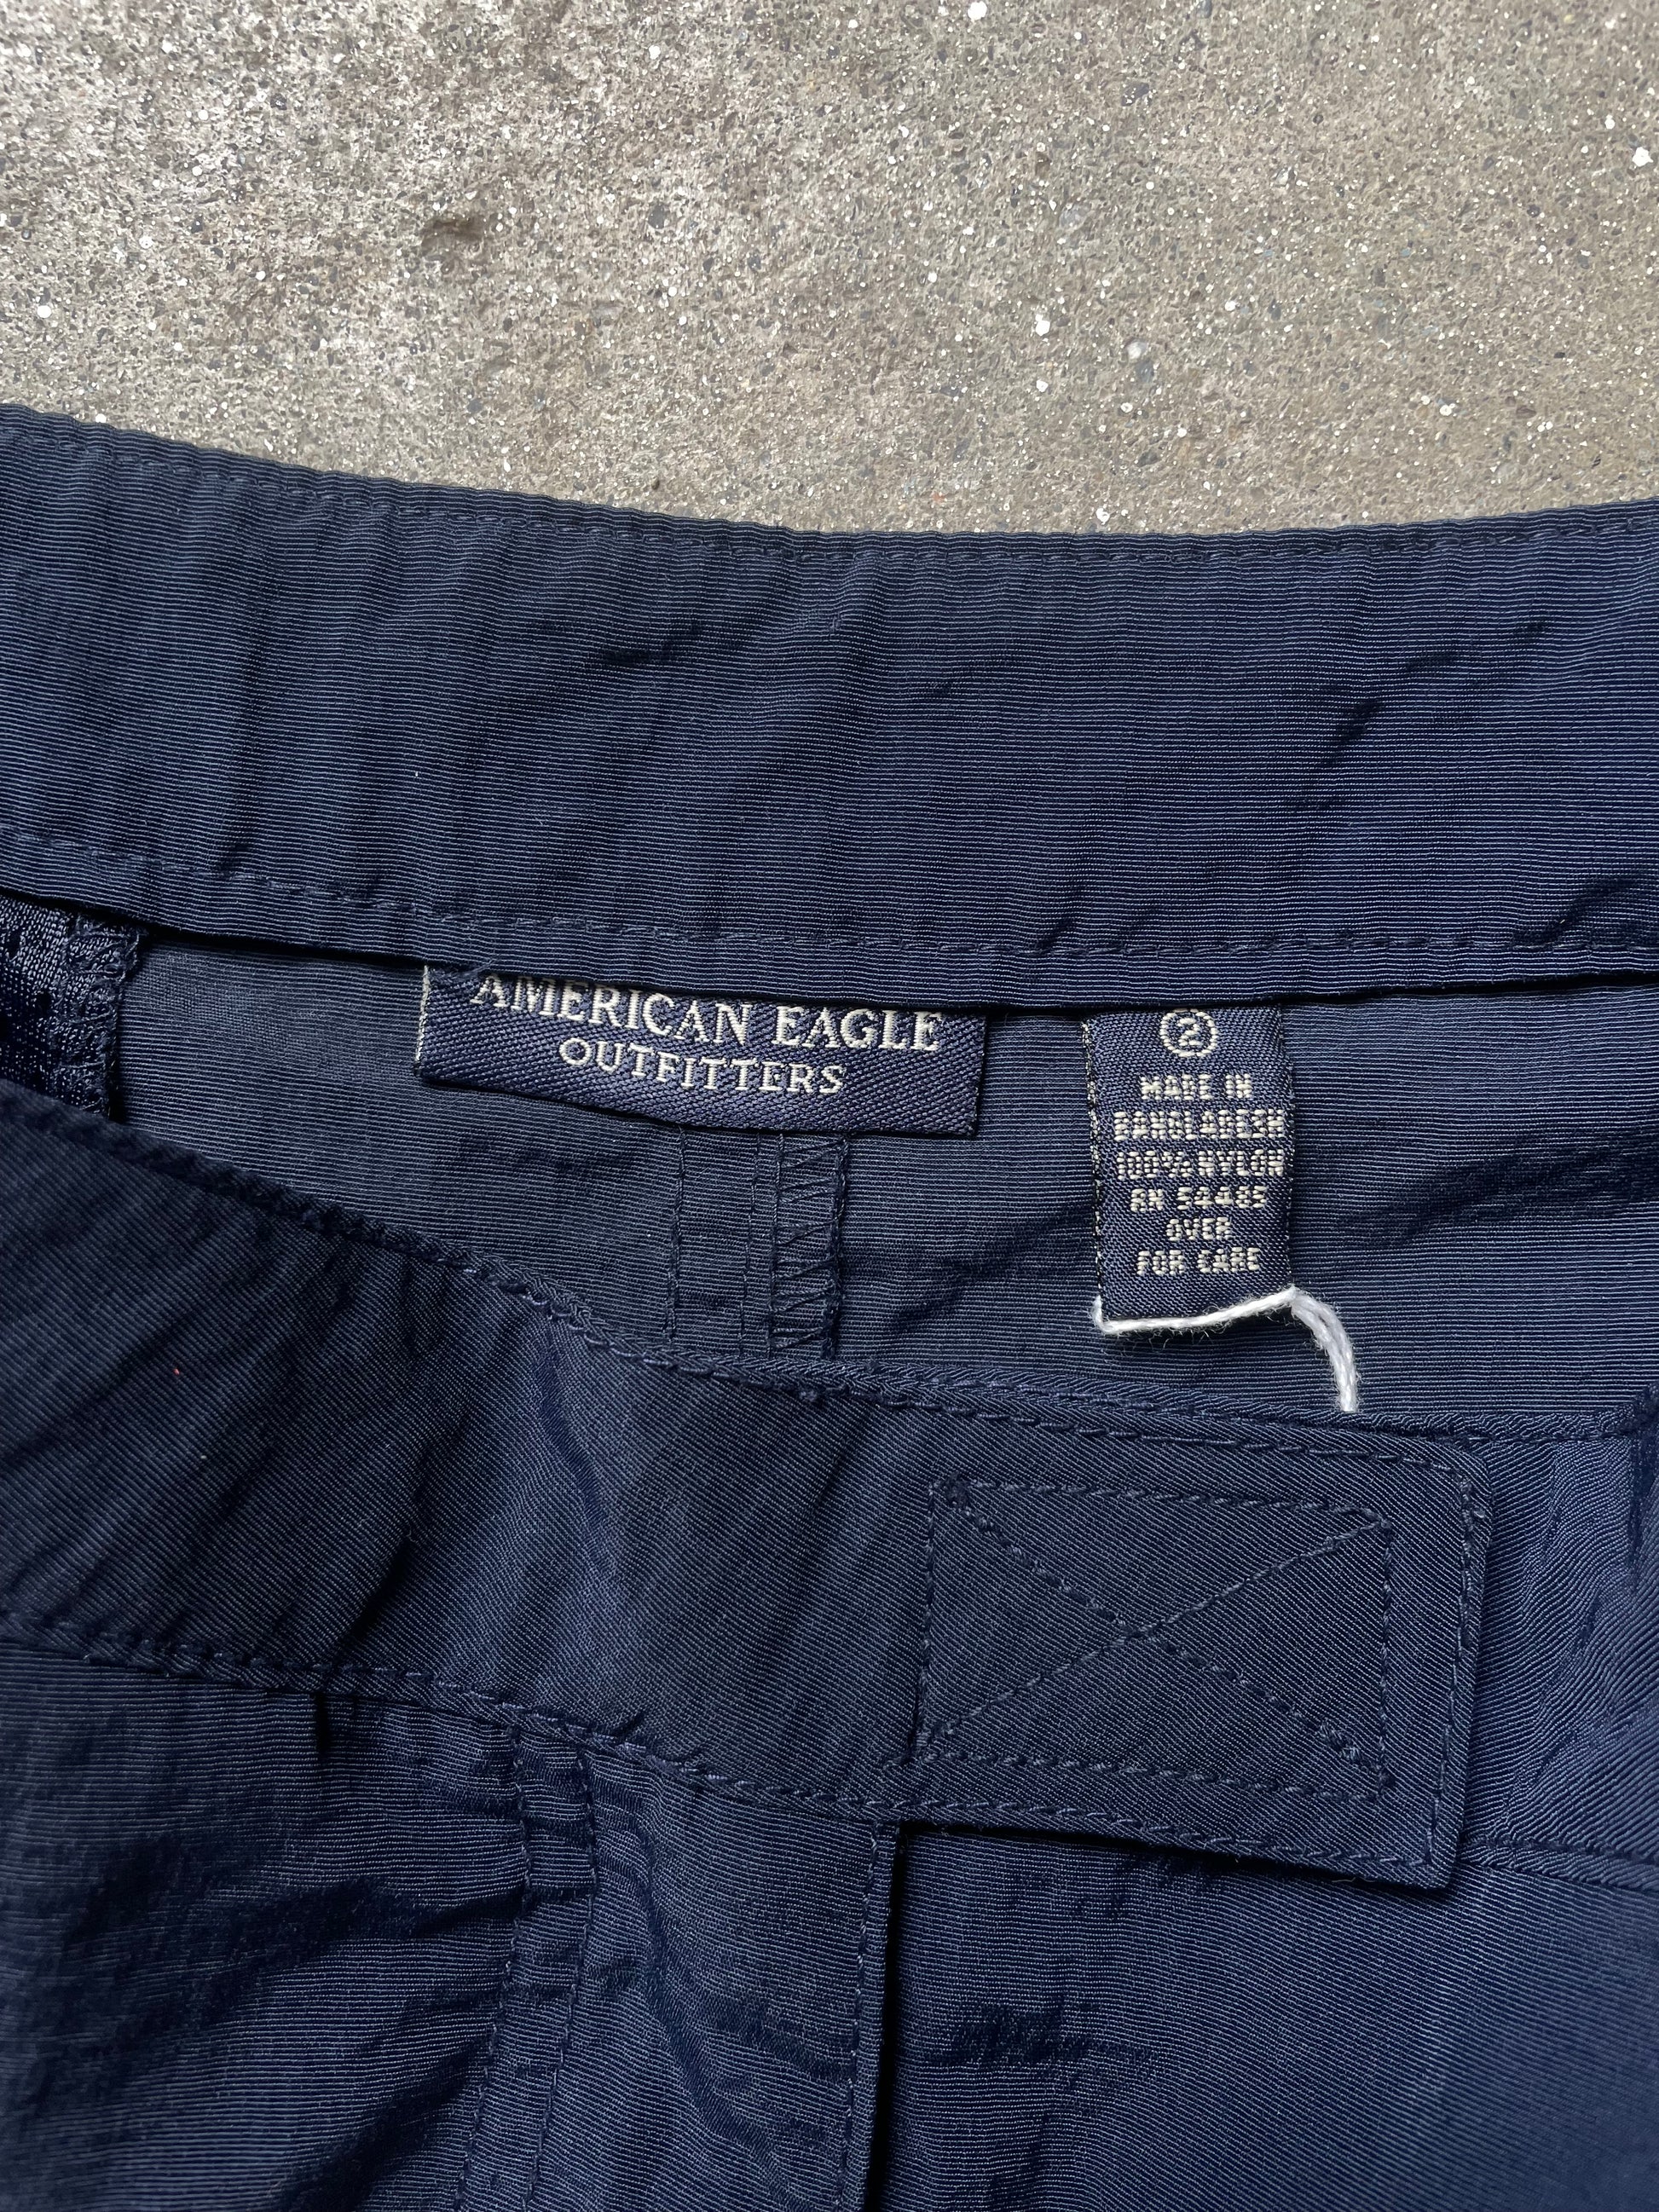 AMERICAN EAGLE
OUTFITTERS
2
MADE IN
BANGLADESH
100% NYLON
RN 54485
OVER
FOR CARE